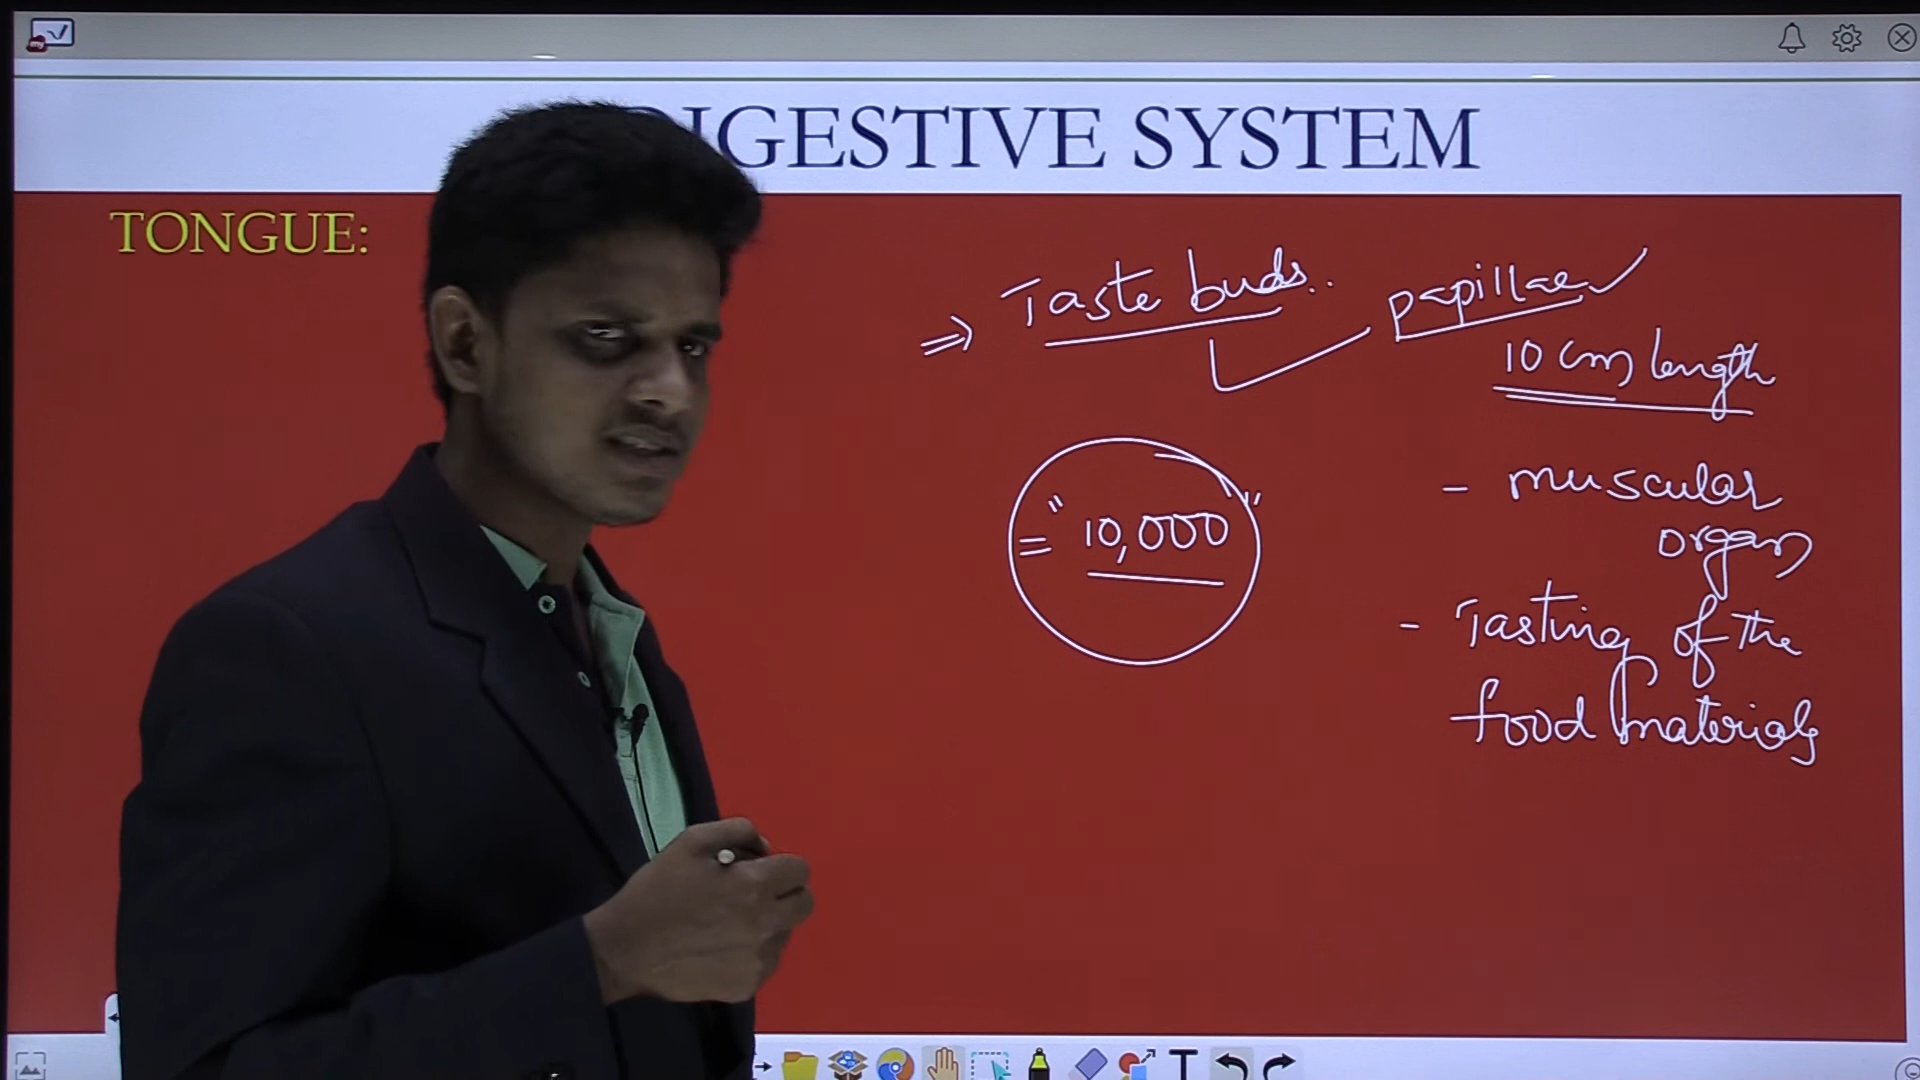 DIGESTIVE SYSTEM
TONGUE:
⇒ Taste buds..
papillae
10 cm length
= "10,000"
- muscular
organ
- Tasting of the
food materials
T